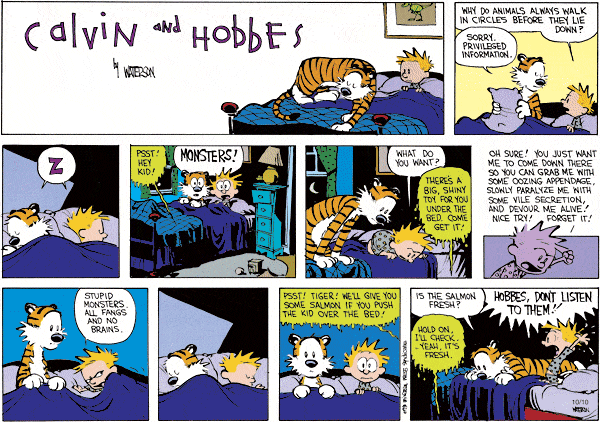 Calvin and Hobbes
by WATERSON
WHY DO ANIMALS ALWAYS WALK
IN CIRCLES BEFORE THEY LIE
DOWN?
SORRY.
PRIVILEGED
INFORMATION.
Z
PSST!
HEY
KID!
MONSTERS!
WHAT DO
YOU WANT?
THERE'S A
BIG, SHINY
TOY FOR YOU
UNDER THE
BED. COME
GET IT!
OH SURE! YOU JUST WANT
ME TO COME DOWN THERE
SO YOU CAN GRAB ME WITH
SOME OOZING APPENDAGE,
SLOWLY PARALYZE ME WITH
SOME VILE SECRETION,
AND DEVOUR ME ALIVE!
NICE TRY! FORGET IT!
STUPID
MONSTERS.
ALL FANGS
AND NO
BRAINS.
PSST! TIGER! WE'LL GIVE YOU
SOME SALMON IF YOU PUSH
THE KID OVER THE BED!
IS THE SALMON
FRESH?
HOBBES, DON'T LISTEN
TO THEM!!
HOLD ON,
I'LL CHECK.
..YEAH, IT'S
FRESH.
10/10
WATERSON